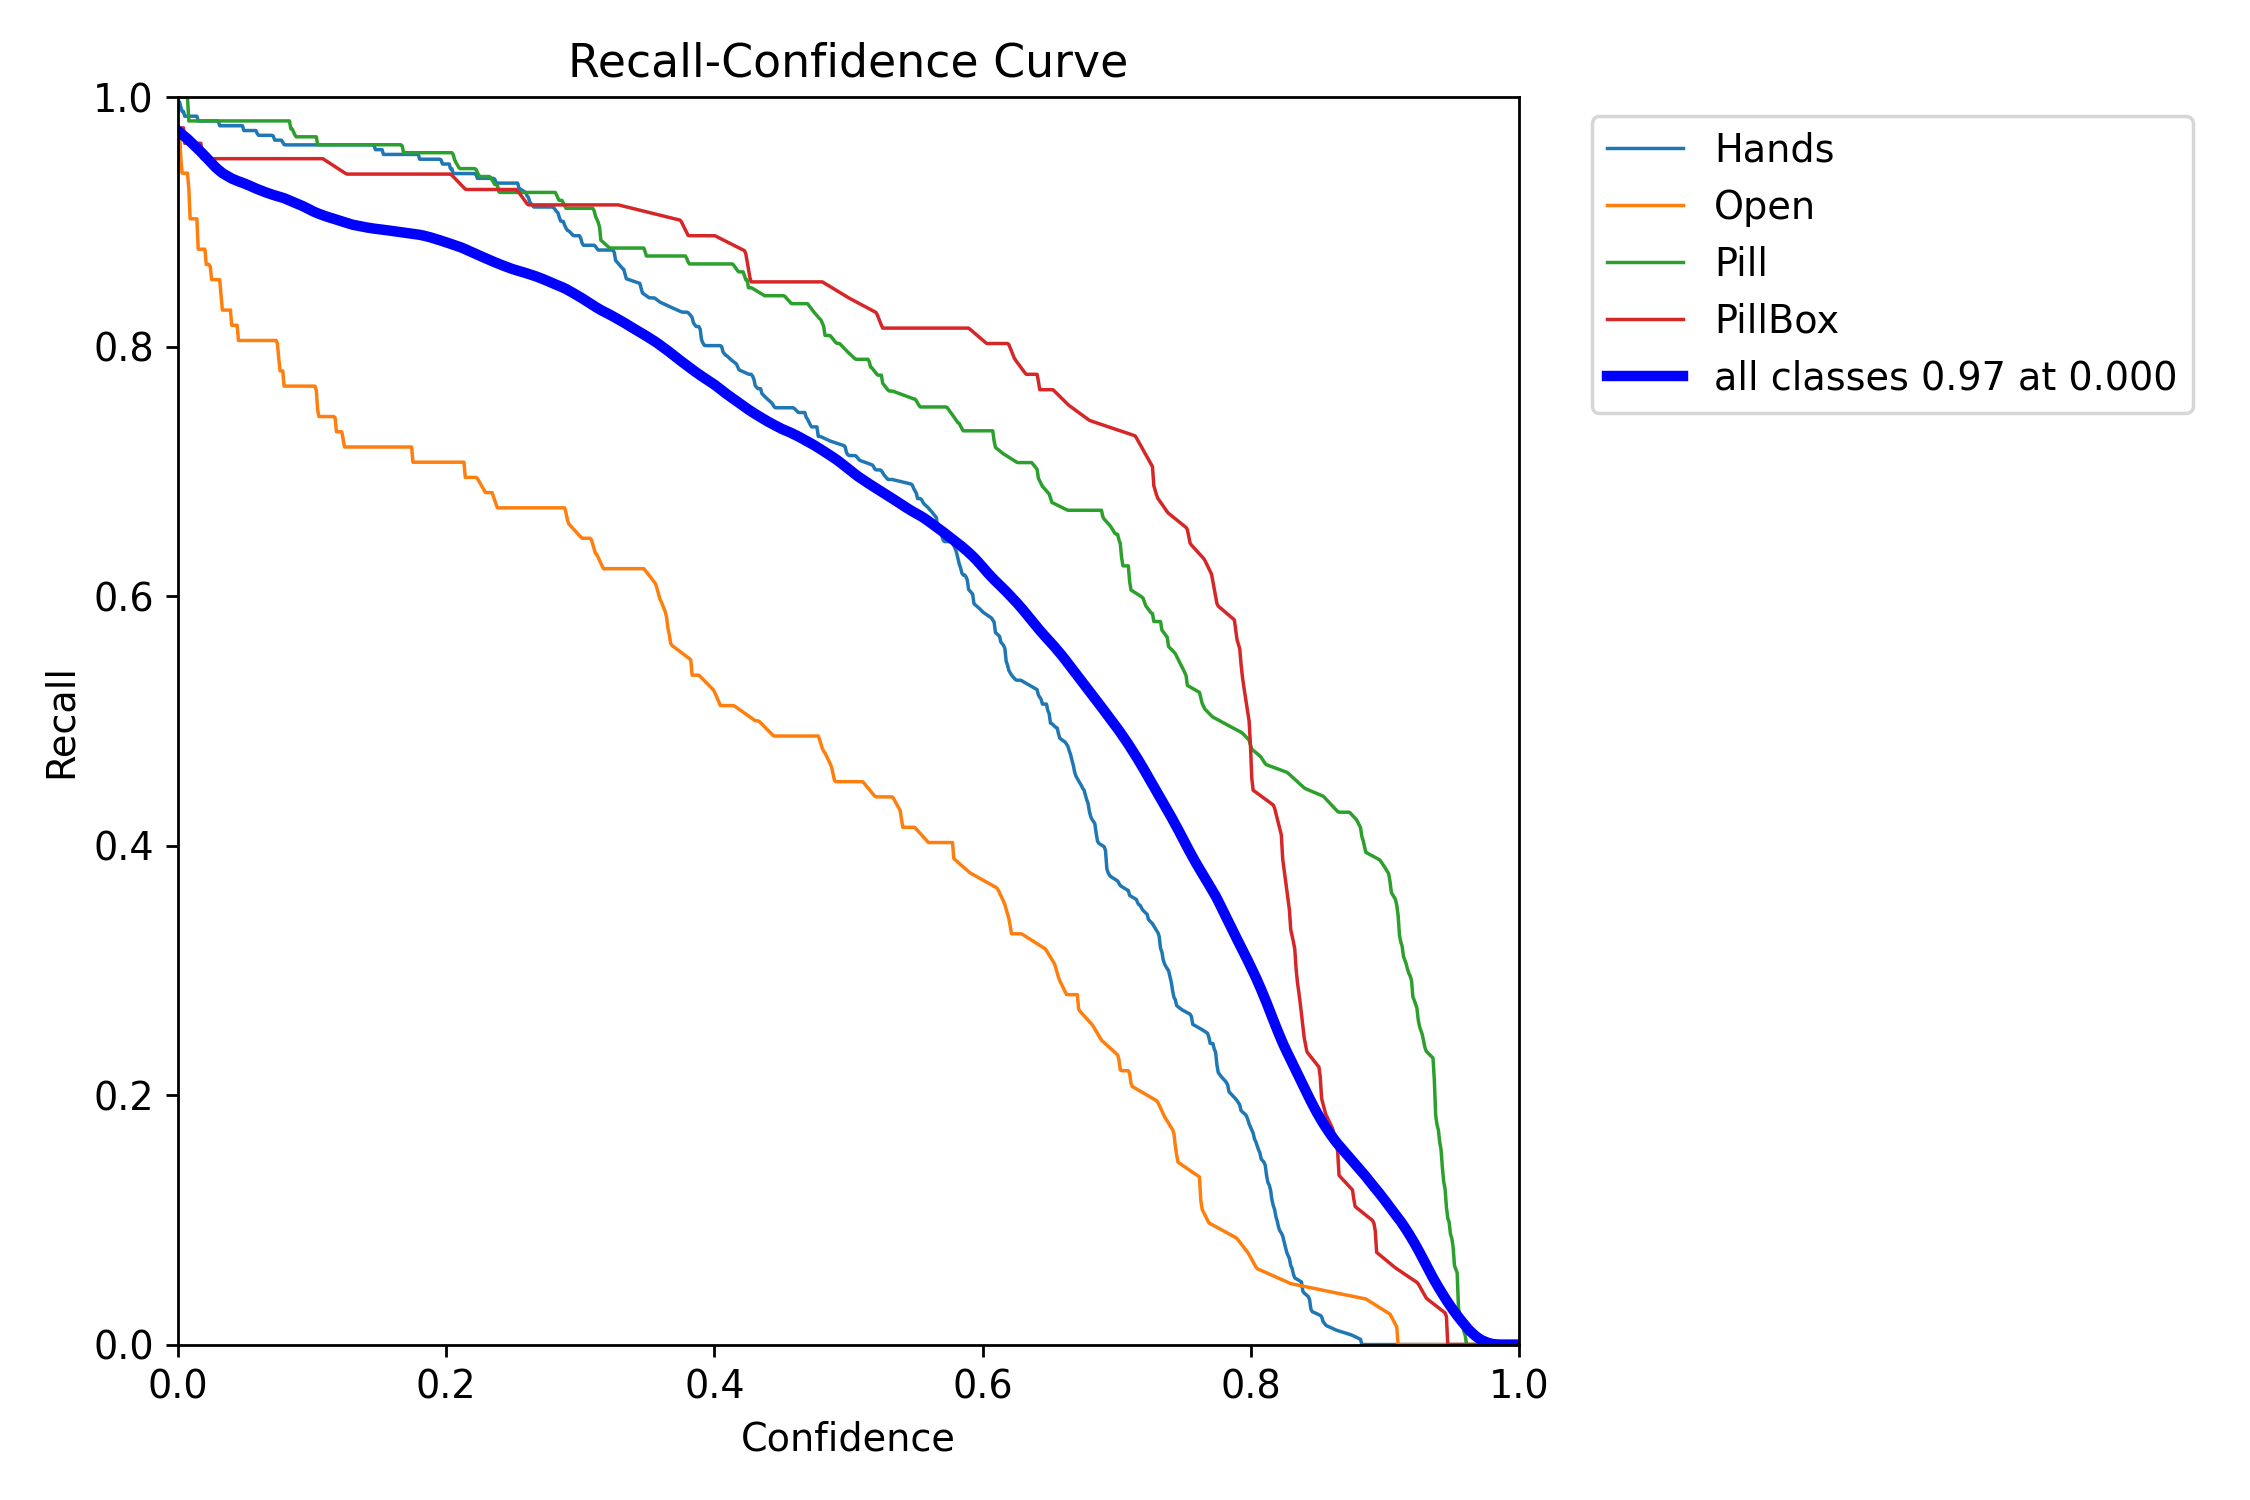 Recall-Confidence Curve
1.0
0.8
0.6
0.4
0.2
0.0
Recall
0.0 0.2 0.4 0.6 0.8 1.0
Confidence
Hands
Open
Pill
PillBox
all classes 0.97 at 0.000